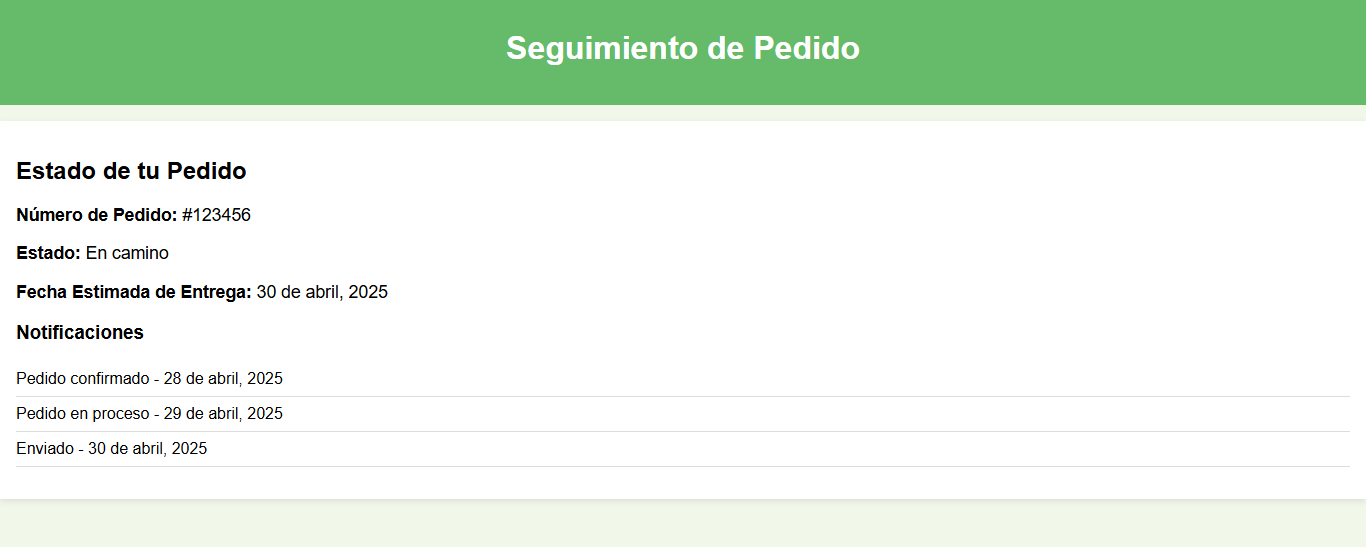 Seguimiento de Pedido
Estado de tu Pedido
Número de Pedido: #123456
Estado: En camino
Fecha Estimada de Entrega: 30 de abril, 2025
Notificaciones
Pedido confirmado - 28 de abril, 2025
Pedido en proceso - 29 de abril, 2025
Enviado - 30 de abril, 2025